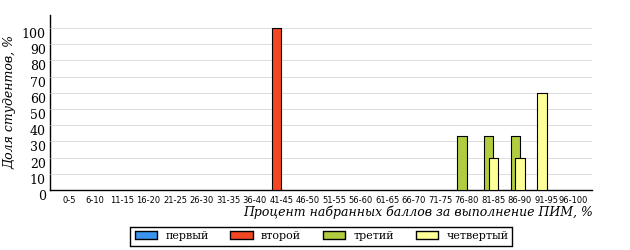 Доля студентов, %
100
90
80
70
60
50
40
30
20
10
0
0-5 6-10 11-15 16-20 21-25 26-30 31-35 36-40 41-45 46-50 51-55 56-60 61-65 66-70 71-75 76-80 81-85 86-90 91-95 96-100
Процент набранных баллов за выполнение ПИМ, %
первый второй третий четвертый